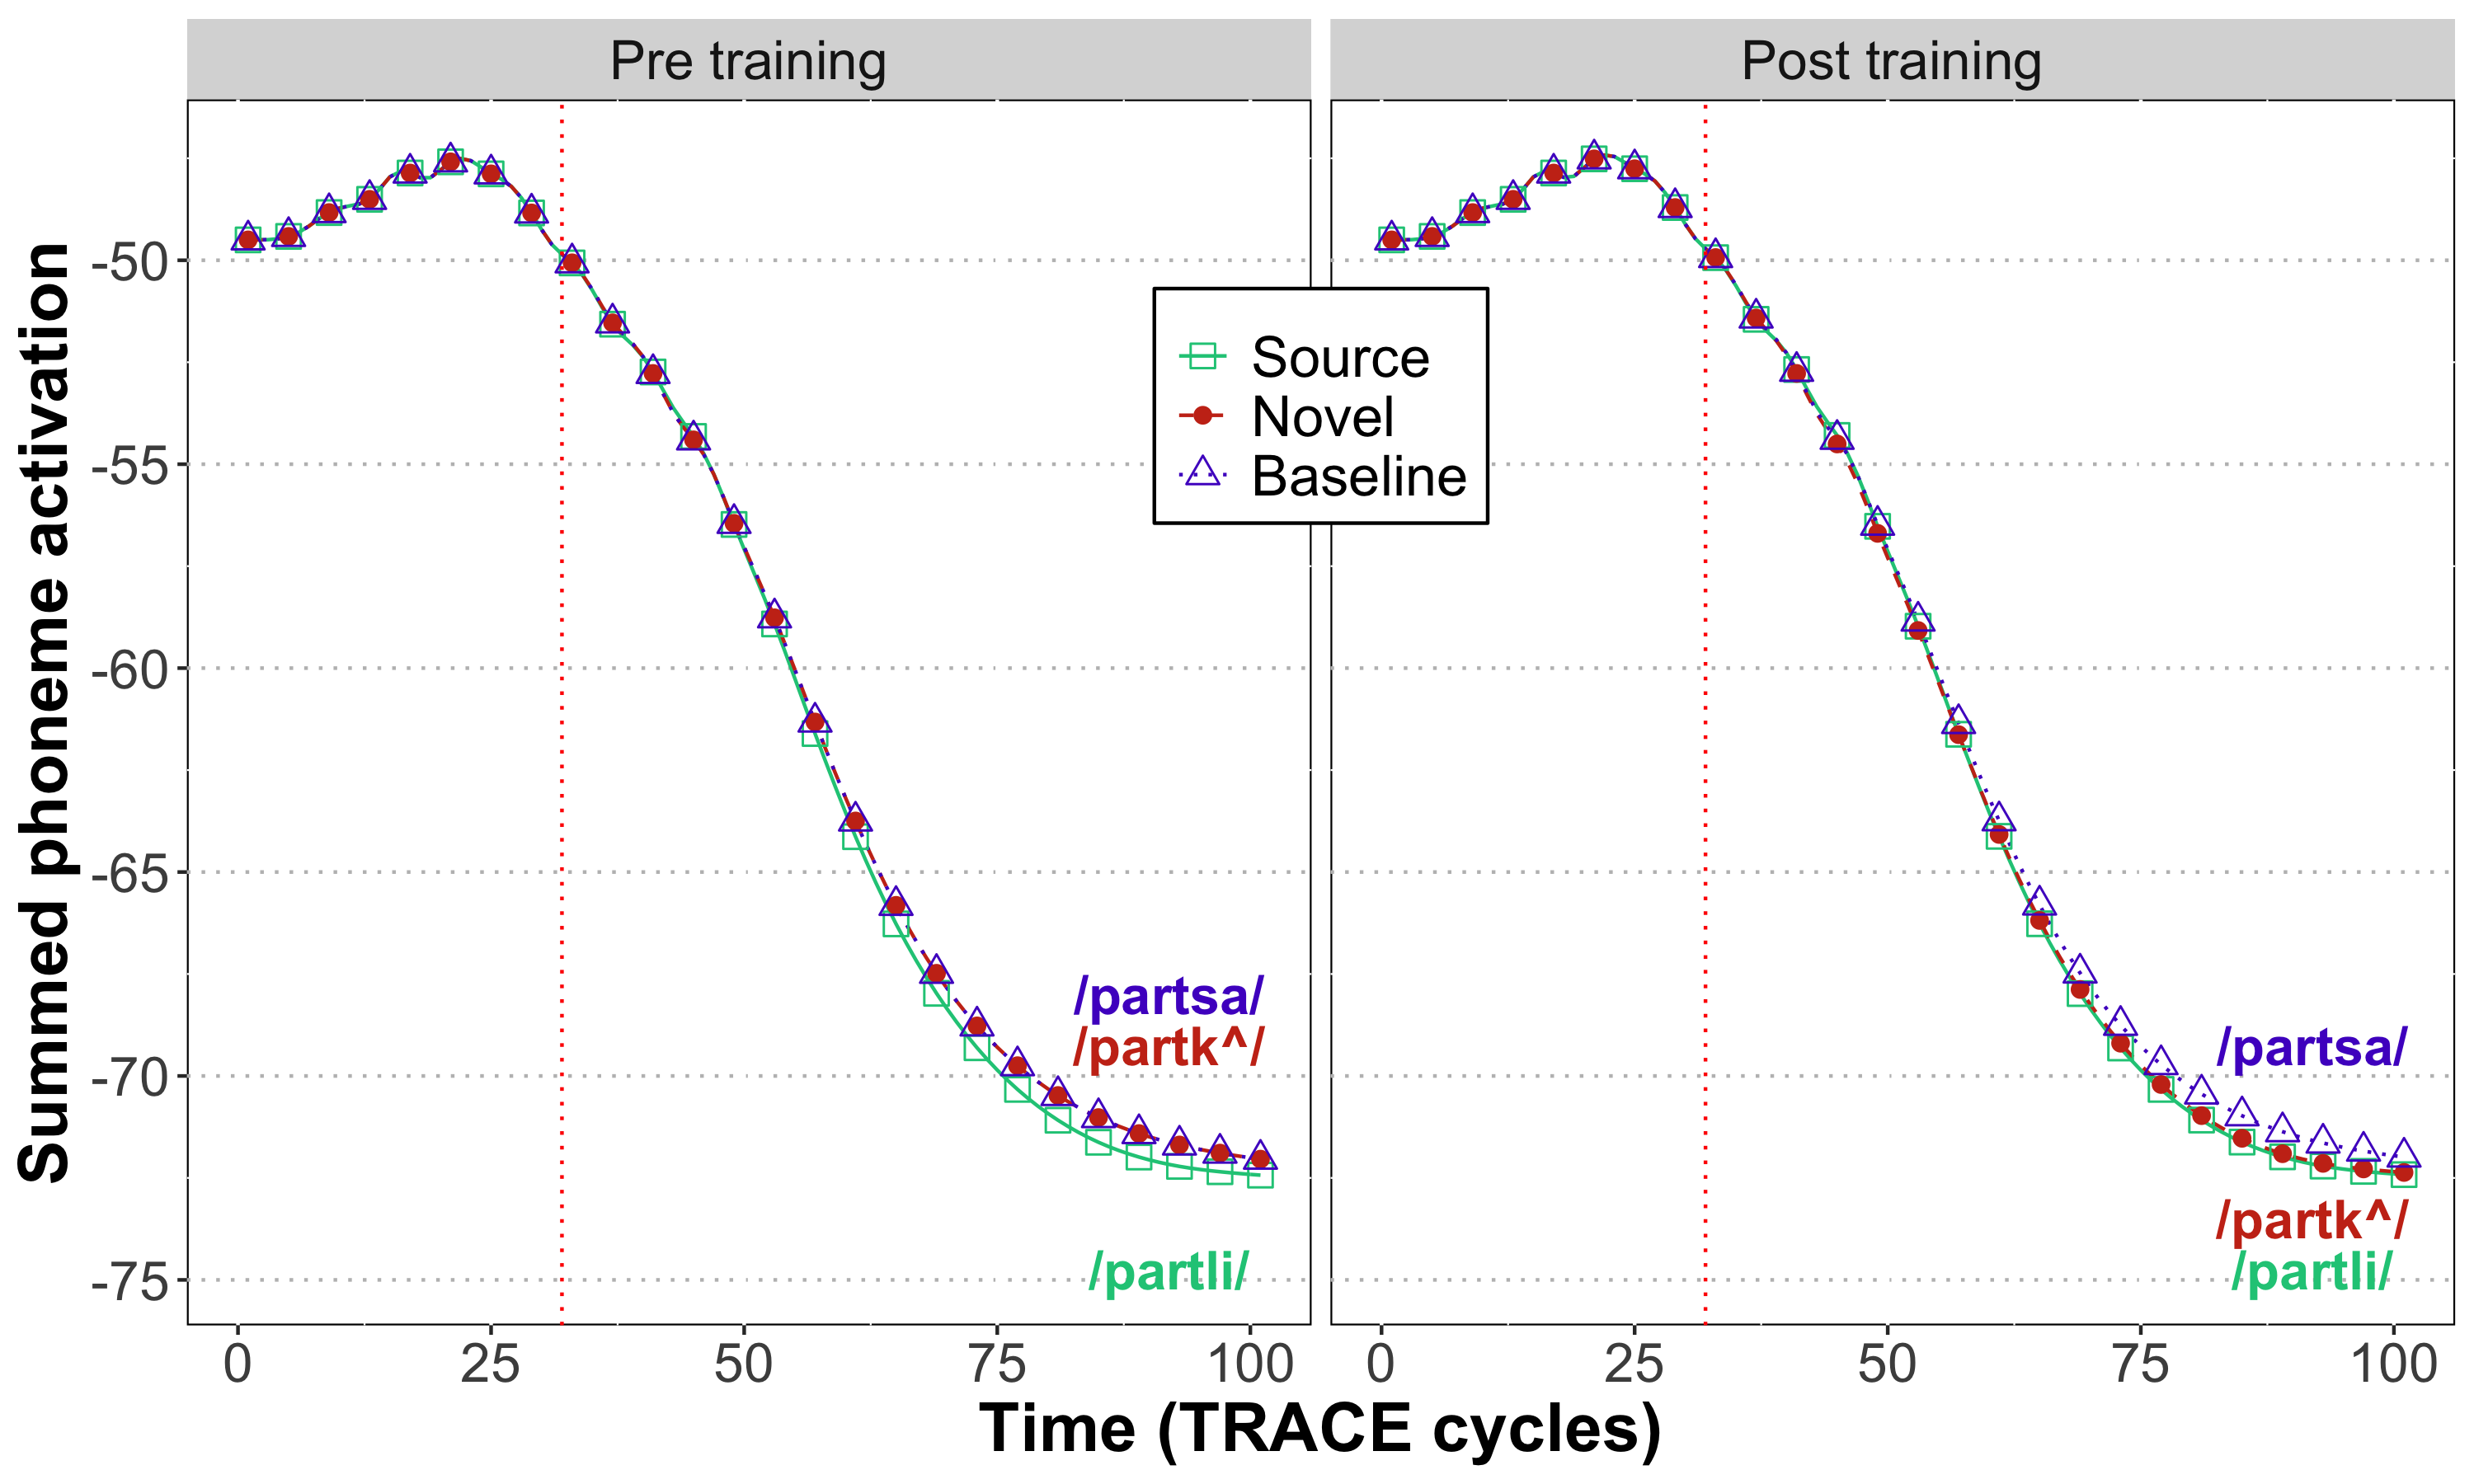 Pre training
Post training
Summed phoneme activation
-50
-55
-60
-65
-70
-75
Source
Novel
Baseline
/partsa/
/partk^/
/partli/
/partsa/
/partk^/
/partli/
0 25 50 75 100
0 25 50 75 100
Time (TRACE cycles)